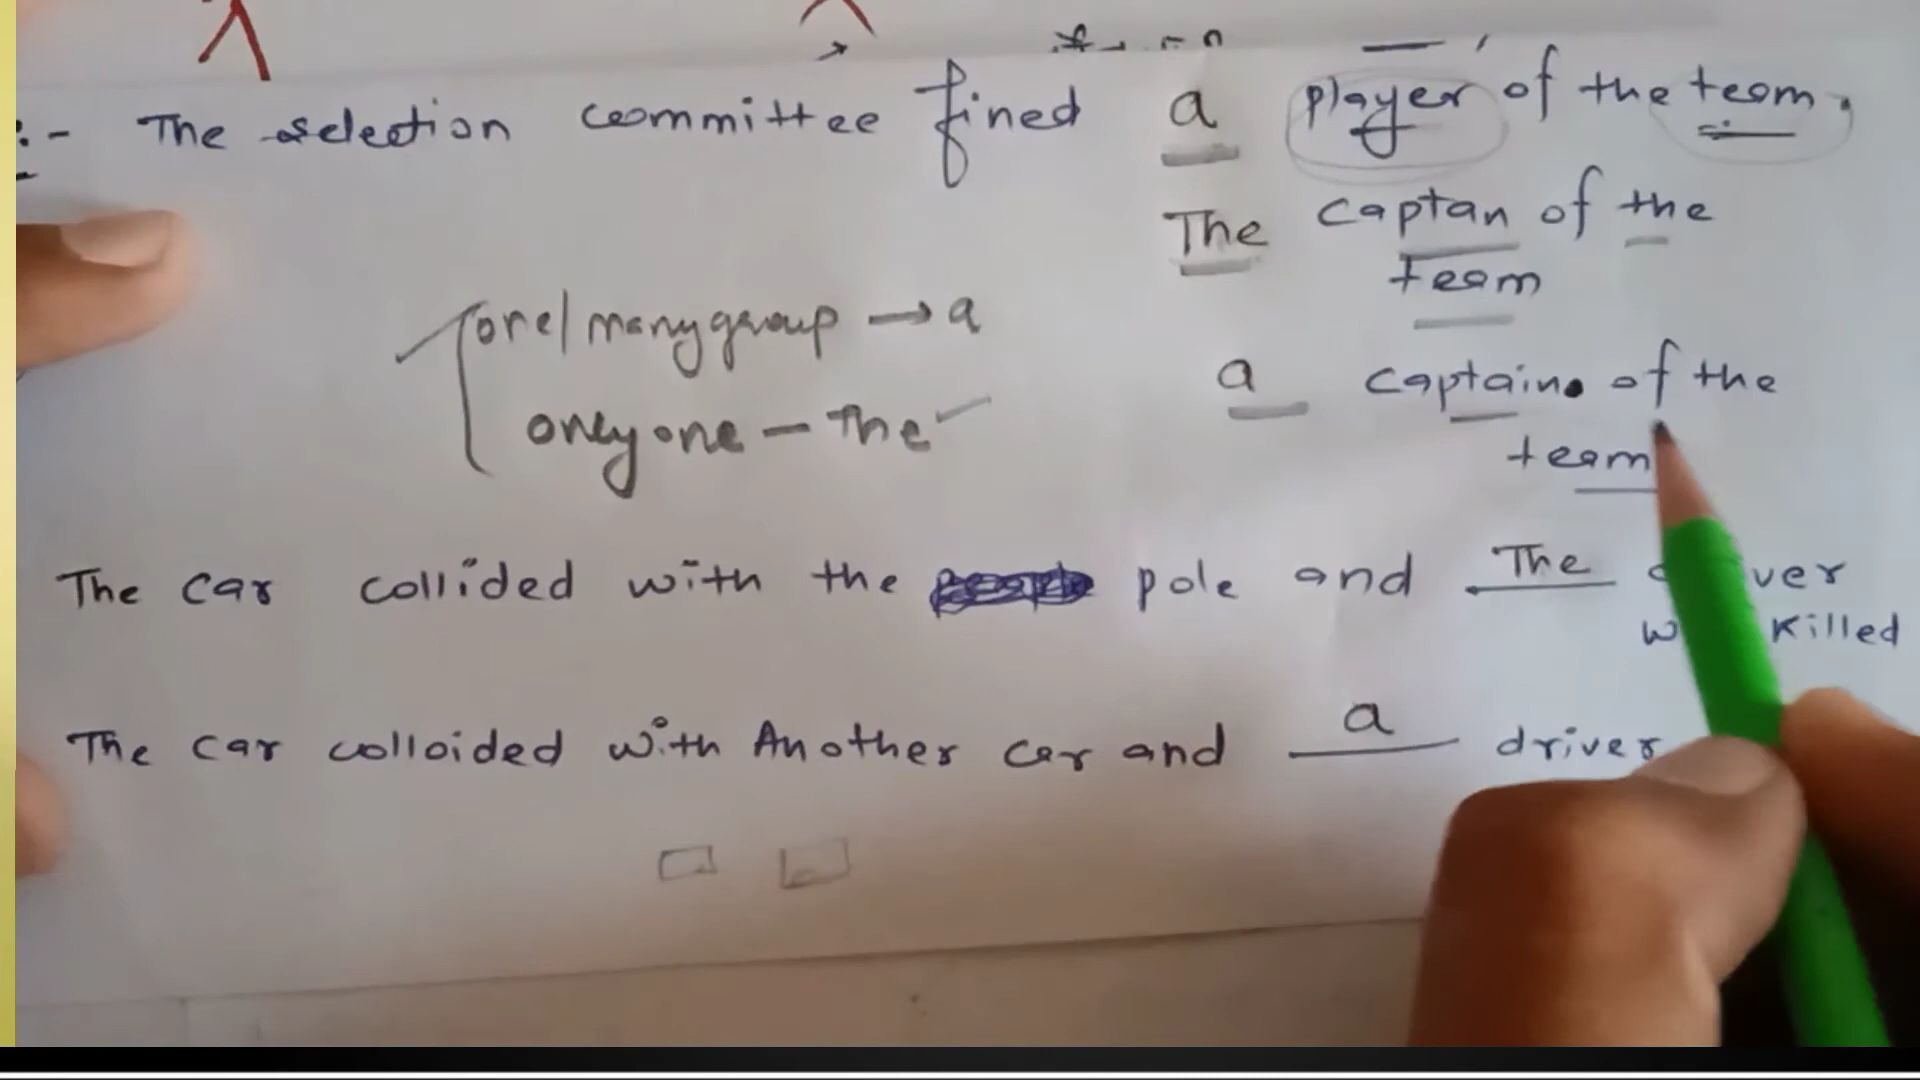 :- The selection committee fined a player of the team.
The Captan of the
team
one/many group → a
only one - The
a captain of the
team
The car collided with the pole and The ver
Killed
The car colloided with Another car and a driver